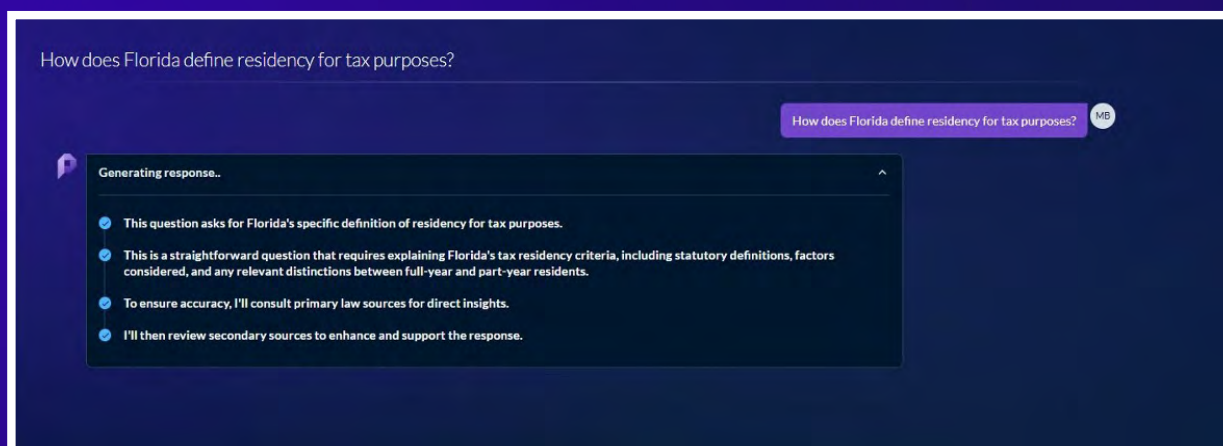 How does Florida define residency for tax purposes?
How does Florida define residency for tax purposes?
MB
Generating response..
This question asks for Florida's specific definition of residency for tax purposes.
This is a straightforward question that requires explaining Florida's tax residency criteria, including statutory definitions, factors
considered, and any relevant distinctions between full-year and part-year residents.
To ensure accuracy, I'll consult primary law sources for direct insights.
I'll then review secondary sources to enhance and support the response.